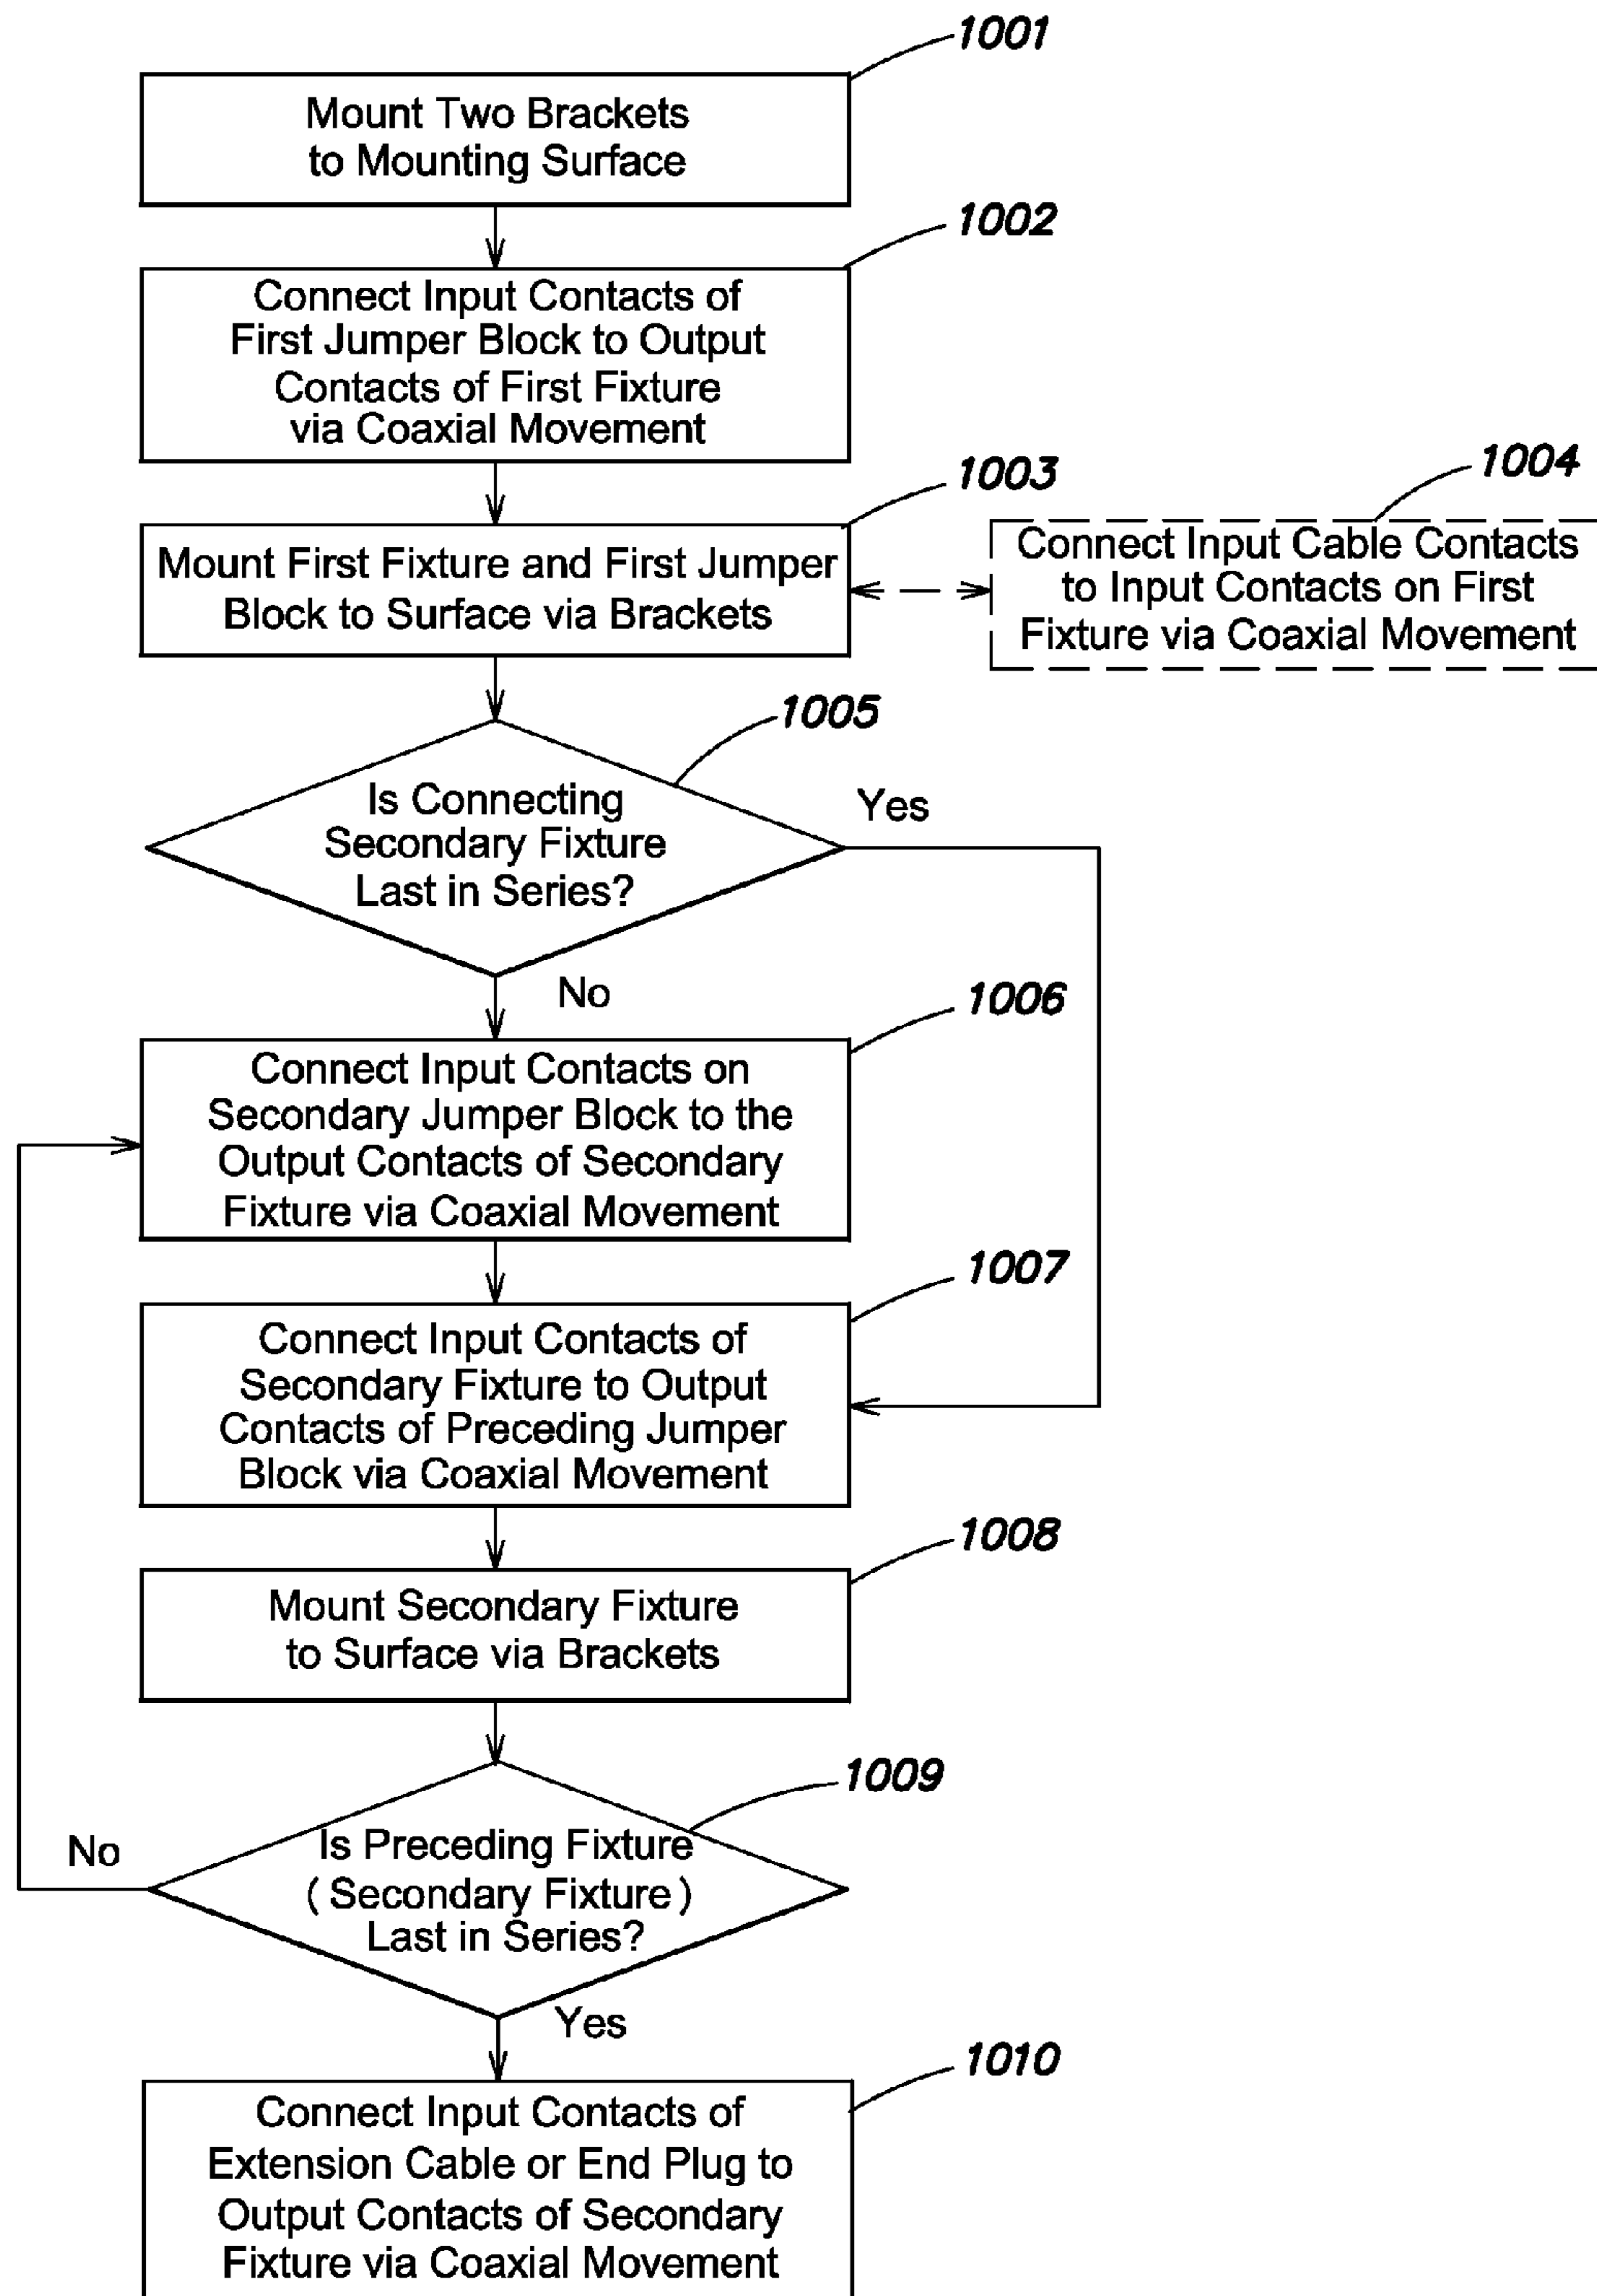 1001
Mount Two Brackets
to Mounting Surface
1002
Connect Input Contacts of
First Jumper Block to Output
Contacts of First Fixture
via Coaxial Movement
1003
Mount First Fixture and First Jumper
Block to Surface via Brackets
1004
Connect Input Cable Contacts
to Input Contacts on First
Fixture via Coaxial Movement
1005
Is Connecting
Secondary Fixture
Last in Series?
Yes
No
1006
Connect Input Contacts on
Secondary Jumper Block to the
Output Contacts of Secondary
Fixture via Coaxial Movement
1007
Connect Input Contacts of
Secondary Fixture to Output
Contacts of Preceding Jumper
Block via Coaxial Movement
1008
Mount Secondary Fixture
to Surface via Brackets
1009
Is Preceding Fixture
(Secondary Fixture)
Last in Series?
No
Yes
1010
Connect Input Contacts of
Extension Cable or End Plug to
Output Contacts of Secondary
Fixture via Coaxial Movement